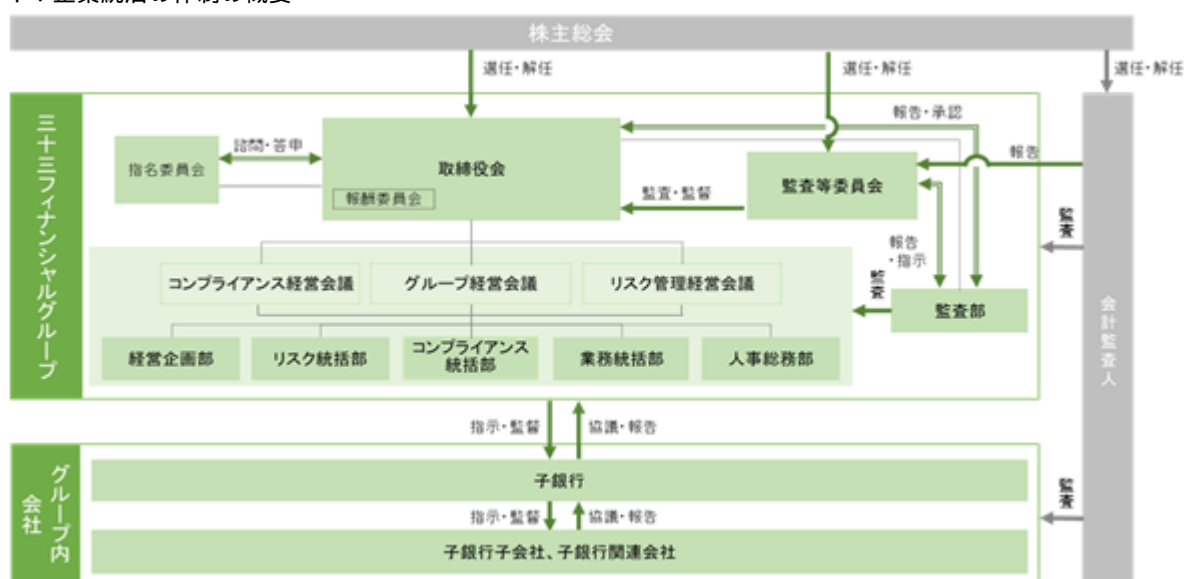 株主総会
選任・解任
選任・解任
選任・解任
三十三フィナンシャルグループ
指名委員会
諮問・答申
取締役会
報酬委員会
監査・監督
監査等委員会
報告・承認
報告
監査
報告
・指示
監査
監査部
コンプライアンス経営会議
グループ経営会議
リスク管理経営会議
経営企画部
リスク統括部
コンプライアンス
統括部
業務統括部
人事総務部
会計監査人
指示・監督
協議・報告
グループ内
会社
子銀行
指示・監督
協議・報告
監査
子銀行子会社、子銀行関連会社